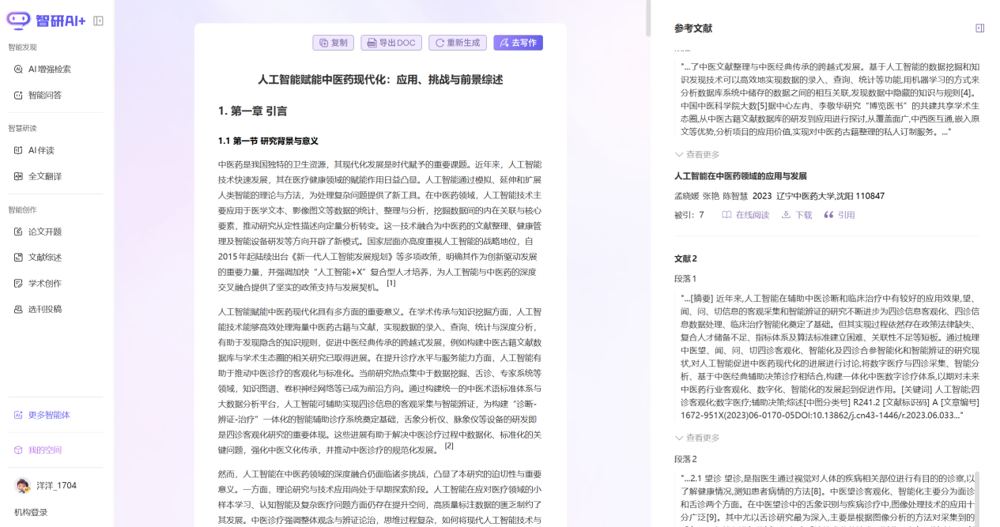 智研AI+
智能发现
AI增强检索
智能问答
智慧研读
AI伴读
全文翻译
智能创作
论文开题
文献综述
学术创作
选刊投稿
更多智能体
我的空间
洋洋_1704
机构登录
复制
导出DOC
重新生成
去写作
人工智能赋能中医药现代化：应用、挑战与前景综述
1. 第一章 引言
1.1 第一节 研究背景与意义
中医药是我国独特的卫生资源，其现代化发展是时代赋予的重要课题。近年来，人工智能
技术快速发展，其在医疗健康领域的赋能作用日益凸显。人工智能通过模拟、延伸和扩展
人类智能的理论与方法，为处理复杂问题提供了新工具。在中医药领域，人工智能技术主
要应用于医学文本、影像图文等数据的统计、整理与分析，挖掘数据间的内在关联与核心
要素，推动研究从定性描述向定量分析转变。这一技术融合为中医药的文献整理、健康管
理及智能设备研发等方向开辟了新模式。国家层面亦高度重视人工智能的战略地位，自
2015年起陆续出台《新一代人工智能发展规划》等多项政策，明确其作为创新驱动发展
的重要力量，并强调加快“人工智能+X”复合型人才培养，为人工智能与中医药的深度
交叉融合提供了坚实的政策支持与发展契机。[1]
人工智能赋能中医药现代化具有多方面的重要意义。在学术传承与知识挖掘方面，人工智
能技术能够高效处理海量中医药古籍与文献，实现数据的录入、查询、统计与深度分析，
有助于发现隐含的知识规则，促进中医经典传承的跨越式发展，例如构建中医古籍文献数
据库与学术生态圈的相关研究已取得进展。在提升诊疗水平与服务能力方面，人工智能有
助于推动中医诊疗的客观化与标准化。当前研究热点集中于数据挖掘、舌诊、专家系统等
领域，知识图谱、卷积神经网络等已成为前沿方向。通过构建统一的中医术语标准体系与
大数据分析平台，人工智能可辅助实现四诊信息的客观采集与智能辨证，为构建“诊断-
辨证-治疗”一体化的智能辅助诊疗系统奠定基础，舌象分析仪、脉象仪等设备的研发即
是四诊客观化研究的重要体现。这些进展有助于解决中医诊疗过程中数据化、标准化的关
键问题，强化中医文化传承，并推动中医诊疗的规范化发展。[2]
然而，人工智能在中医药领域的深度融合仍面临诸多挑战，凸显了本研究的迫切性与重要
意义。一方面，理论研究与技术应用尚处于早期探索阶段。人工智能在应对医疗领域的小
样本学习、认知智能及复杂医疗问题方面仍存在提升空间，高质量标注数据的匮乏制约了
其发展。中医诊疗强调整体观念与辨证论治，思维过程复杂，如何将现代人工智能技术与
参考文献
"...了中医文献整理与中医经典传承的跨越式发展。基于人工智能的数据挖掘和知
识发现技术可以高效地实现数据的录入、查询、统计等功能,用机器学习的方式来
分析数据库系统中储存的数据之间的相互关联,发现数据中隐藏的知识与规则[4]。
中国中医科学院大数[5]据中心左冉、李敬华研究“博览医书”的共建共享学术生
态圈,从中医古籍文献数据库的研发到应用进行探讨,从覆盖面广,中西医互通,嵌入原
文等优势,分析项目的应用价值,实现对中医药古籍整理的私人订制服务。..."
查看更多
人工智能在中医药领域的应用与发展
孟晓媛 张艳 陈智慧 2023 辽宁中医药大学,沈阳 110847
被引：7 在线阅读 下载 引用
文献2
段落1
"...[摘要] 近年来,人工智能在辅助中医诊断和临床治疗中有较好的应用效果,望、
闻、问、切信息的客观采集和智能辨证的研究不断进步为四诊信息客观化、四诊信
息数据处理、临床治疗智能化奠定了基础。但其实现过程依然存在政策法律缺失、
复合人才储备不足、指标体系及算法标准建立困难、关联性不足等短板。通过梳理
中医望、闻、问、切四诊客观化、智能化及四诊合参智能化和智能辨证的研究现
状,对人工智能促进中医药现代化的进展进行讨论,将数字医疗与四诊采集、智能分
析、基于中医经典辅助决策诊疗相结合,构建一体化中医数字诊疗体系,以期对未来
中医药行业客观化、数字化、智能化的发展起到促进作用。[关键词] 人工智能;四
诊客观化;数字医疗;辅助决策;综述[中图分类号] R241.2 [文献标识码] A [文章编号]
1672-951X(2023)06-0170-05DOI:10.13862/j.cn43-1446/r.2023.06.033..."
查看更多
段落2
"...2.1 望诊 望诊,是指医生通过视觉对人体的疾病相关部位进行有目的的诊察,以
了解健康情况,测知患者病情的方法[8]。中医望诊客观化、智能化主要分为面诊
和舌诊两个方面。在中医望诊中的舌象识别与疾病诊疗中,图像处理技术的应用十
分广泛[9]。其中尤以舌诊研究最为深入,主要是根据图像分析的方法对采集到的